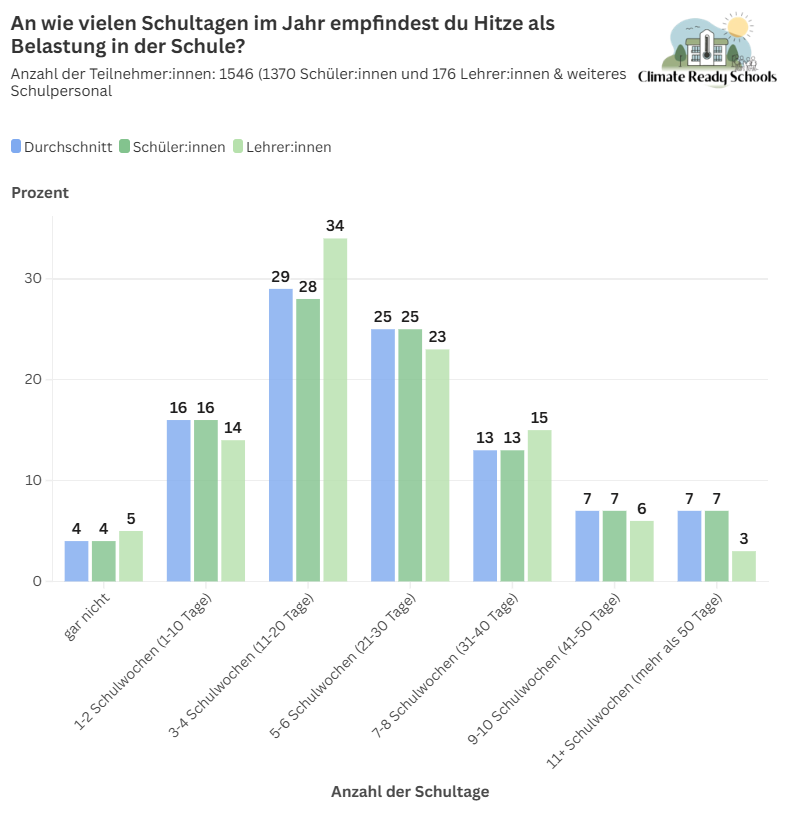 An wie vielen Schultagen im Jahr empfindest du Hitze als
Belastung in der Schule?
Anzahl der Teilnehmer:innen: 1546 (1370 Schüler:innen und 176 Lehrer:innen & weiteres
Schulpersonal
Climate Ready Schools
Durchschnitt Schüler:innen Lehrer:innen
Prozent
34
29
28
30
25 25
23
20
16 16
14
15
13 13
10
7 7
6
7 7
5
4 4
3
0
gar nicht
1-2 Schulwochen (1-10 Tage)
3-4 Schulwochen (11-20 Tage)
5-6 Schulwochen (21-30 Tage)
7-8 Schulwochen (31-40 Tage)
9-10 Schulwochen (41-50 Tage)
11+ Schulwochen (mehr als 50 Tage)
Anzahl der Schultage